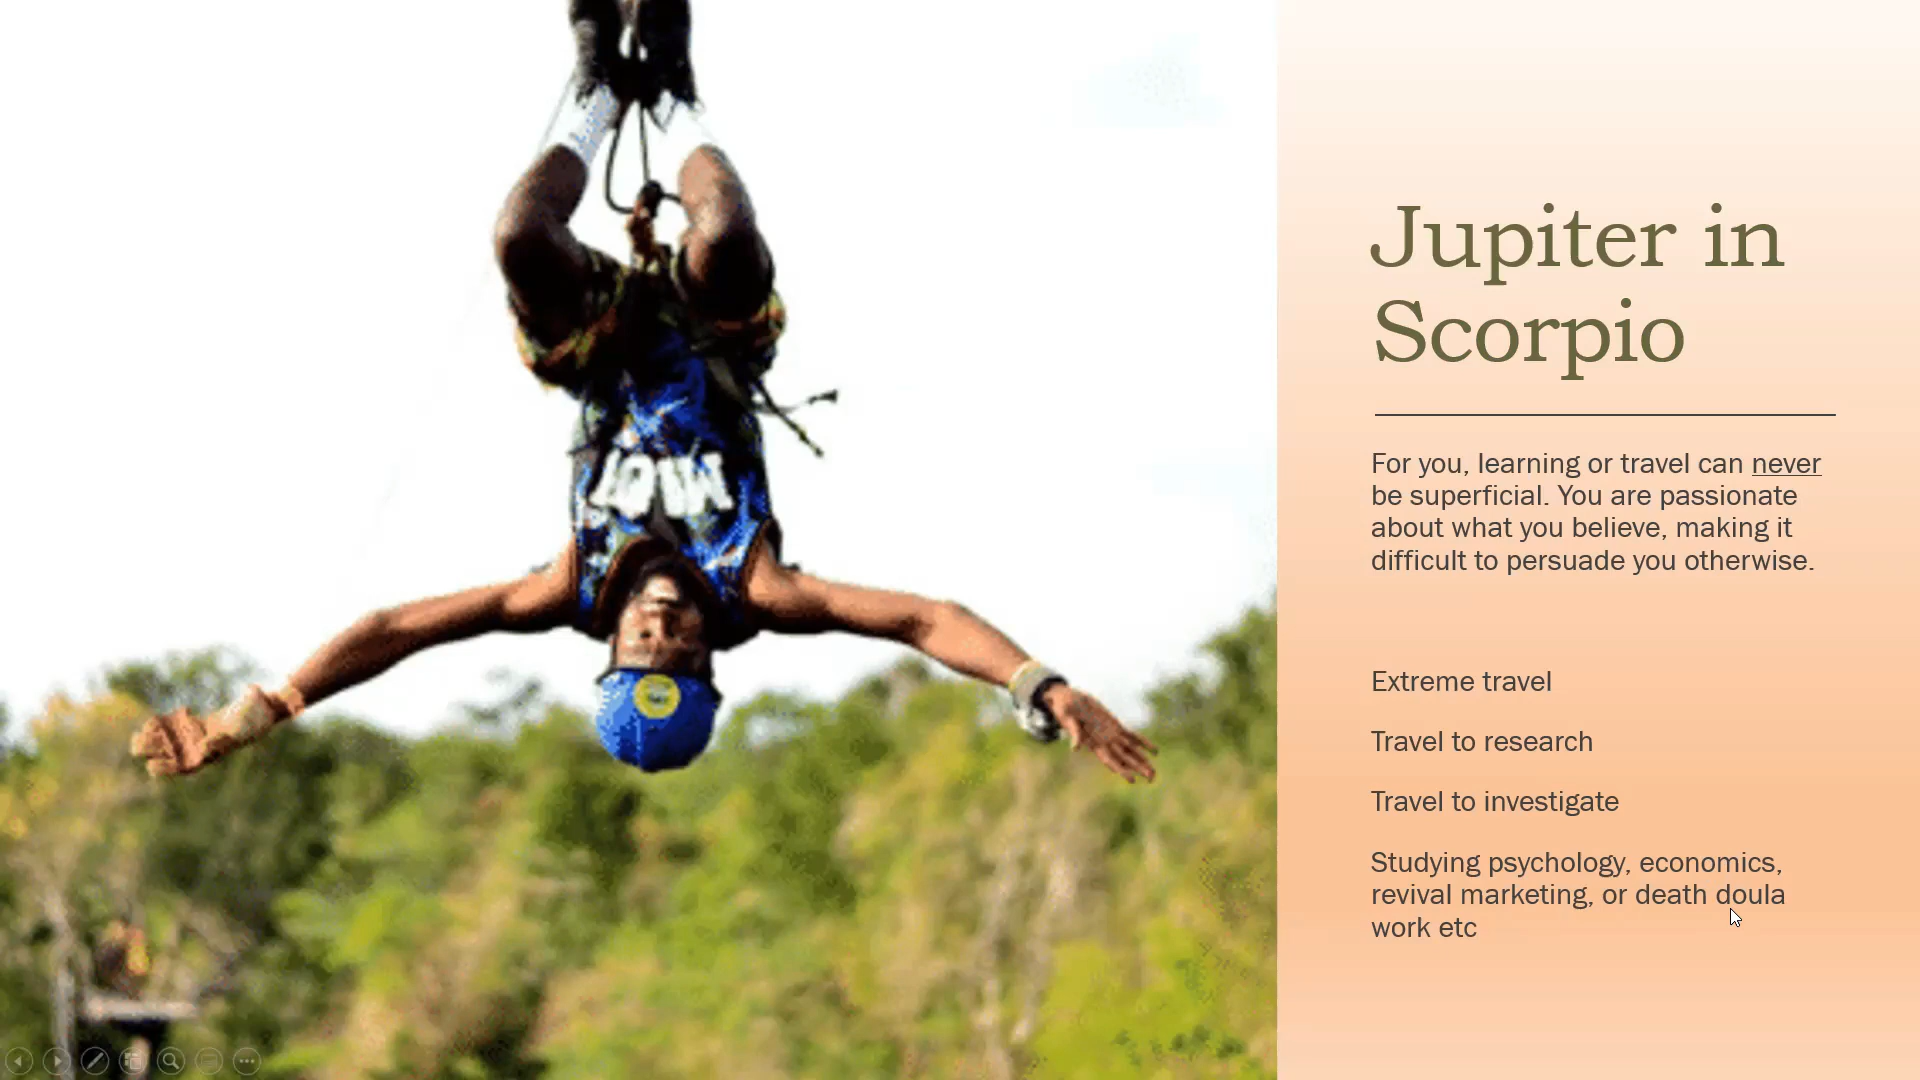 Jupiter in
Scorpio
For you, learning or travel can never
be superficial. You are passionate
about what you believe, making it
difficult to persuade you otherwise.
Extreme travel
Travel to research
Travel to investigate
Studying psychology, economics,
revival marketing, or death doula
work etc